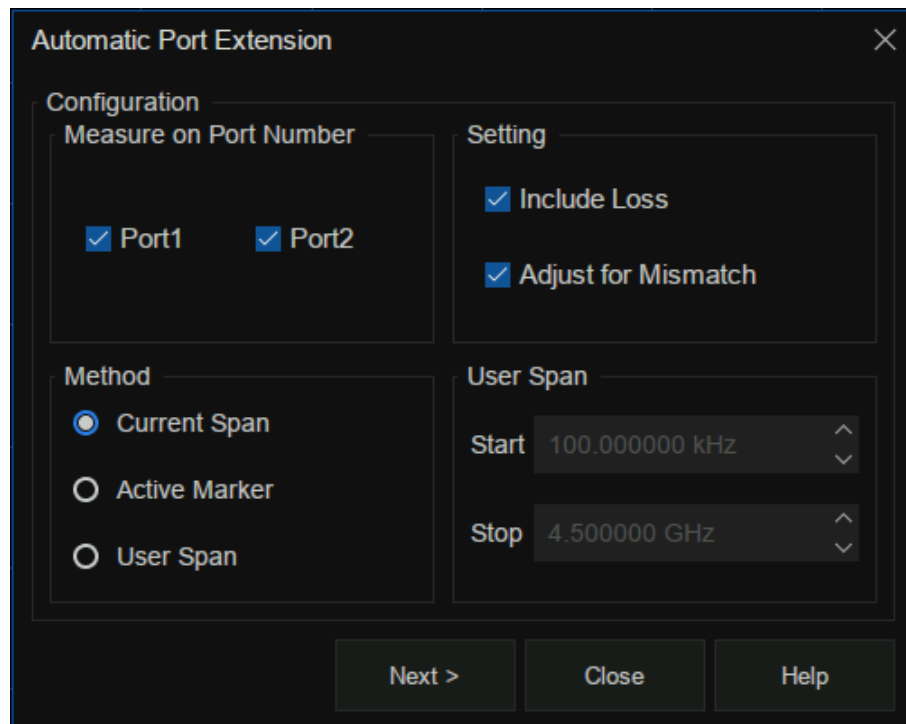 Automatic Port Extension
Configuration
Measure on Port Number
Port1
Port2
Setting
Include Loss
Adjust for Mismatch
Method
Current Span
Active Marker
User Span
User Span
Start 100.000000 kHz
Stop 4.500000 GHz
Next >
Close
Help